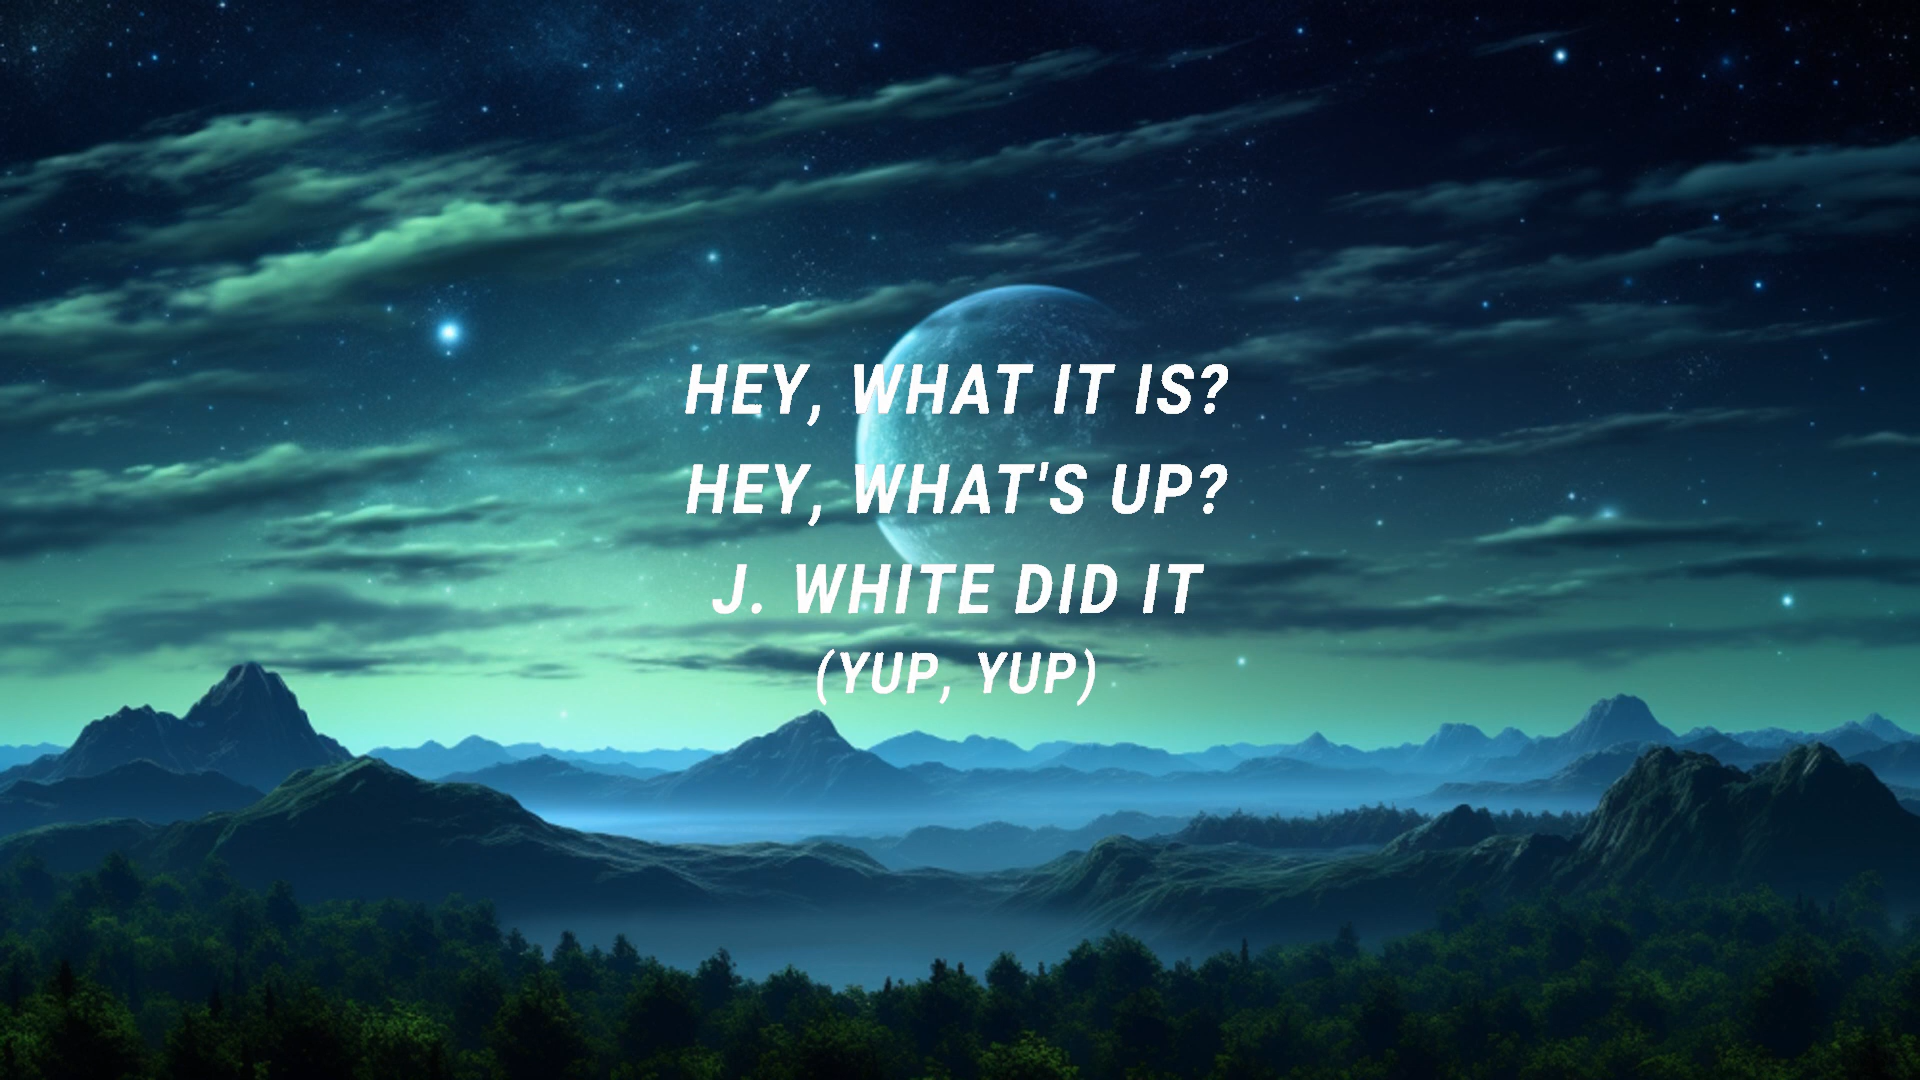 HEY, WHAT IT IS?
HEY, WHAT'S UP?
J. WHITE DID IT
(YUP, YUP)